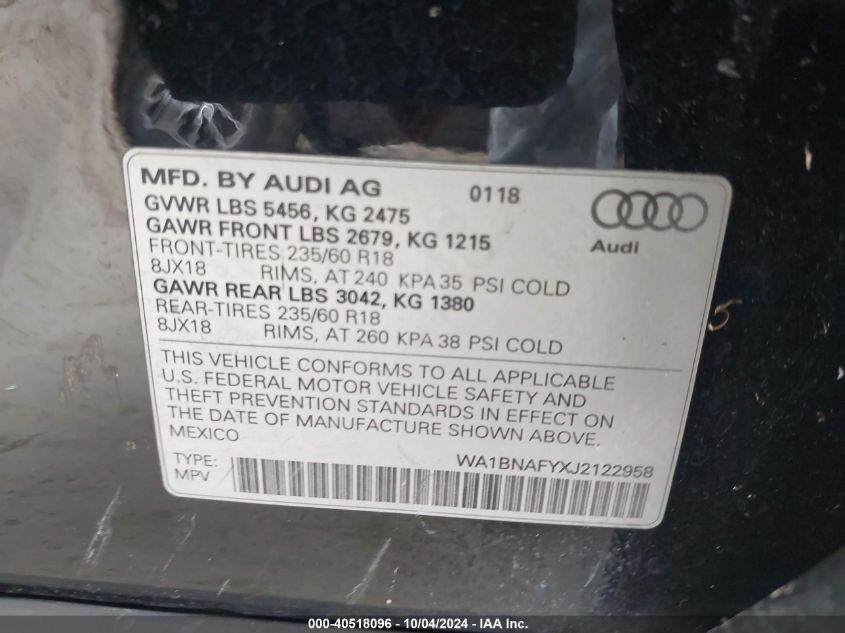 MFD. BY AUDI AG 0118
GVWR LBS 5456, KG 2475
GAWR FRONT LBS 2679, KG 1215
Audi
FRONT-TIRES 235/60 R18
8JX18 RIMS, AT 240 KPA 35 PSI COLD
GAWR REAR LBS 3042, KG 1380
REAR-TIRES 235/60 R18
8JX18 RIMS, AT 260 KPA 38 PSI COLD
THIS VEHICLE CONFORMS TO ALL APPLICABLE
U.S. FEDERAL MOTOR VEHICLE SAFETY AND
THEFT PREVENTION STANDARDS IN EFFECT ON
THE DATE OF MANUFACTURE SHOWN ABOVE.
MEXICO
WA1BNAFYXJ2122958
TYPE:
MPV
000-40518096 - 10/04/2024 - IAA Inc.